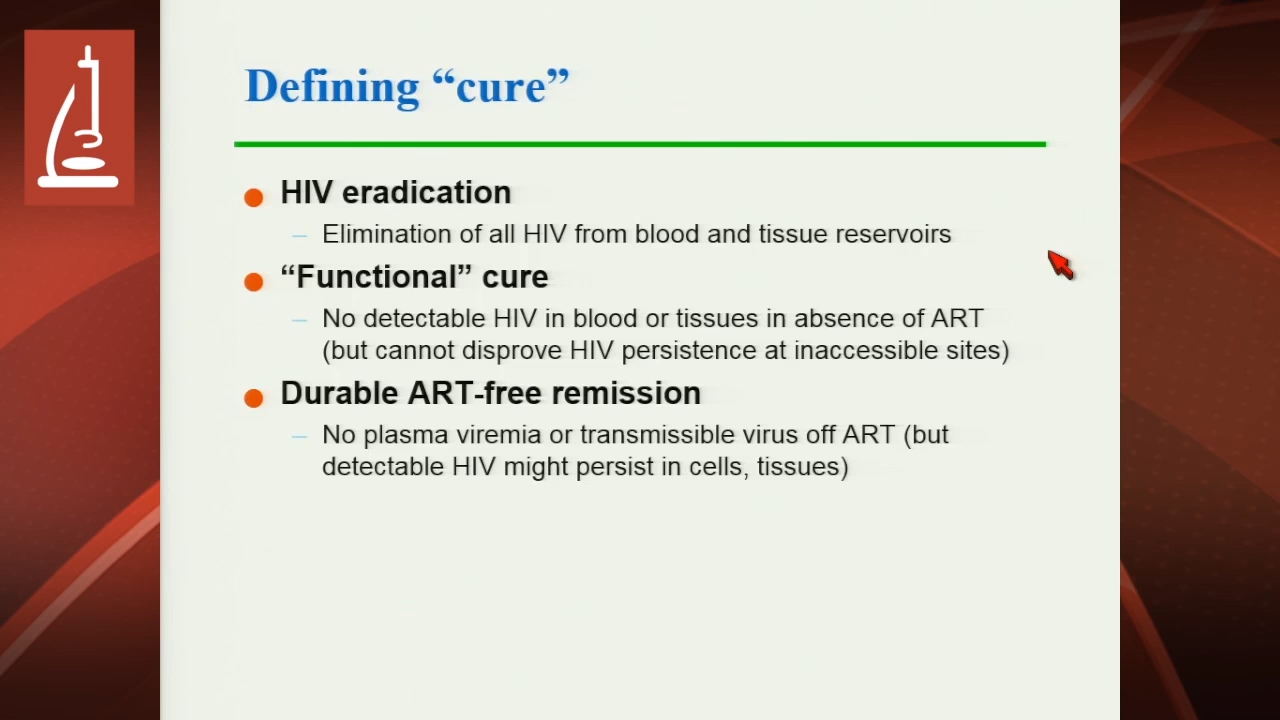 Defining “cure”
HIV eradication
– Elimination of all HIV from blood and tissue reservoirs
“Functional” cure
– No detectable HIV in blood or tissues in absence of ART
(but cannot disprove HIV persistence at inaccessible sites)
Durable ART-free remission
– No plasma viremia or transmissible virus off ART (but
detectable HIV might persist in cells, tissues)